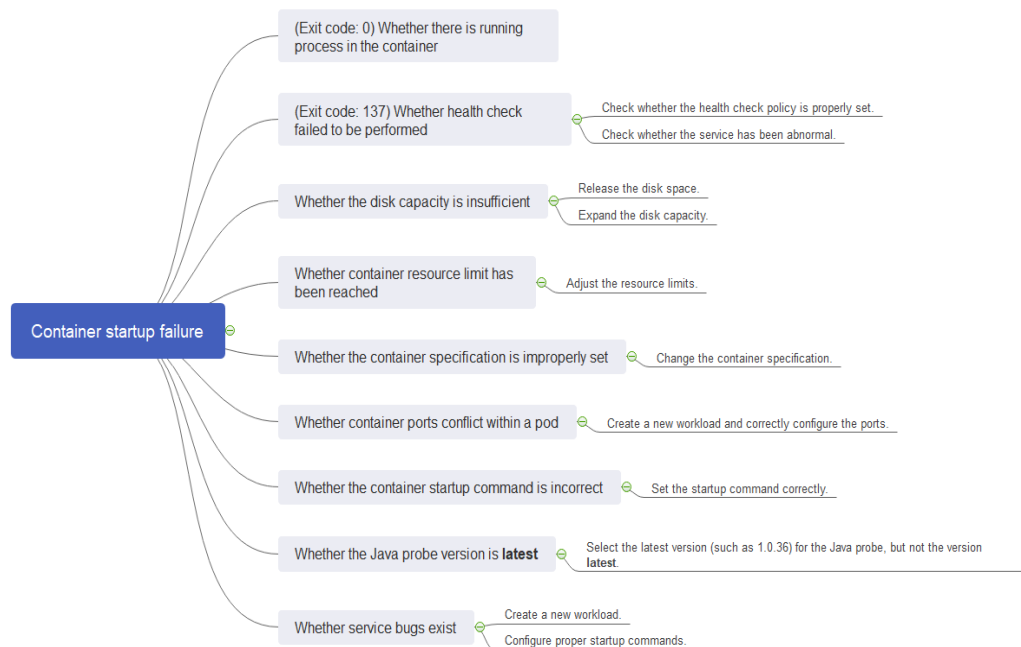 (Exit code: 0) Whether there is running
process in the container
(Exit code: 137) Whether health check
failed to be performed
Check whether the health check policy is properly set.
Check whether the service has been abnormal.
Whether the disk capacity is insufficient
Release the disk space.
Expand the disk capacity.
Whether container resource limit has
been reached
Adjust the resource limits.
Container startup failure
Whether the container specification is improperly set
Change the container specification.
Whether container ports conflict within a pod
Create a new workload and correctly configure the ports.
Whether the container startup command is incorrect
Set the startup command correctly.
Whether the Java probe version is latest
Select the latest version (such as 1.0.36) for the Java probe, but not the version
latest.
Whether service bugs exist
Create a new workload.
Configure proper startup commands.